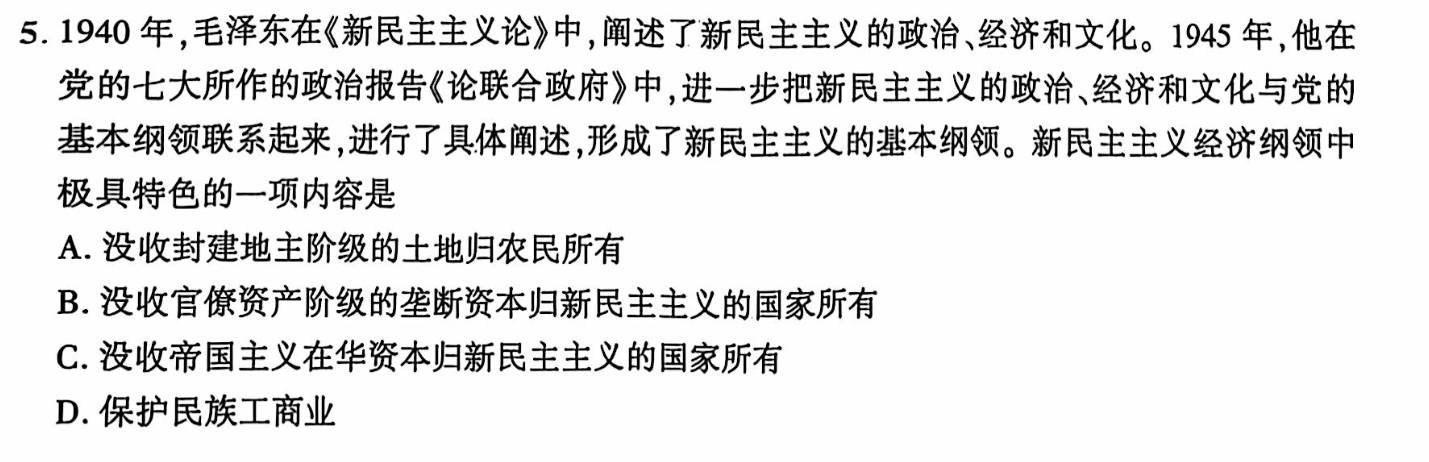 5. 1940 年,毛泽东在《新民主主义论》中,阐述了新民主主义的政治、经济和文化。1945 年,他在
党的七大所作的政治报告《论联合政府》中,进一步把新民主主义的政治、经济和文化与党的
基本纲领联系起来,进行了具体阐述,形成了新民主主义的基本纲领。新民主主义经济纲领中
极具特色的一项内容是
A. 没收封建地主阶级的土地归农民所有
B. 没收官僚资产阶级的垄断资本归新民主主义的国家所有
C. 没收帝国主义在华资本归新民主主义的国家所有
D. 保护民族工商业